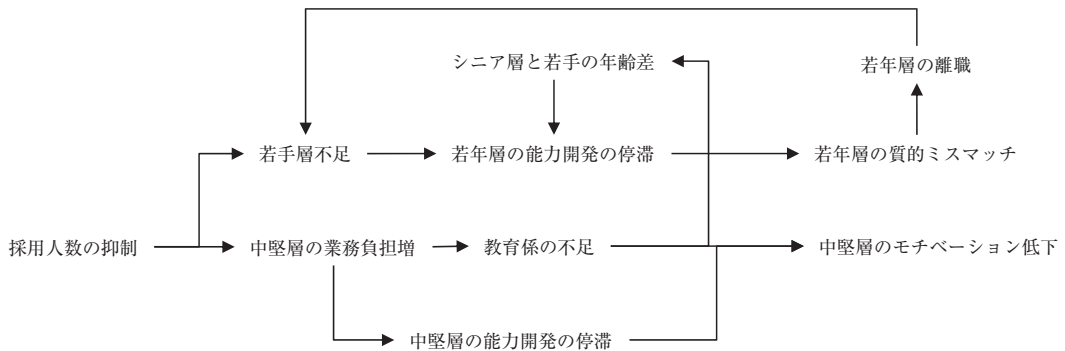 シニア層と若手の年齢差
若年層の離職
若手層不足
若年層の能力開発の停滞
若年層の質的ミスマッチ
採用人数の抑制
中堅層の業務負担増
教育係の不足
中堅層のモチベーション低下
中堅層の能力開発の停滞